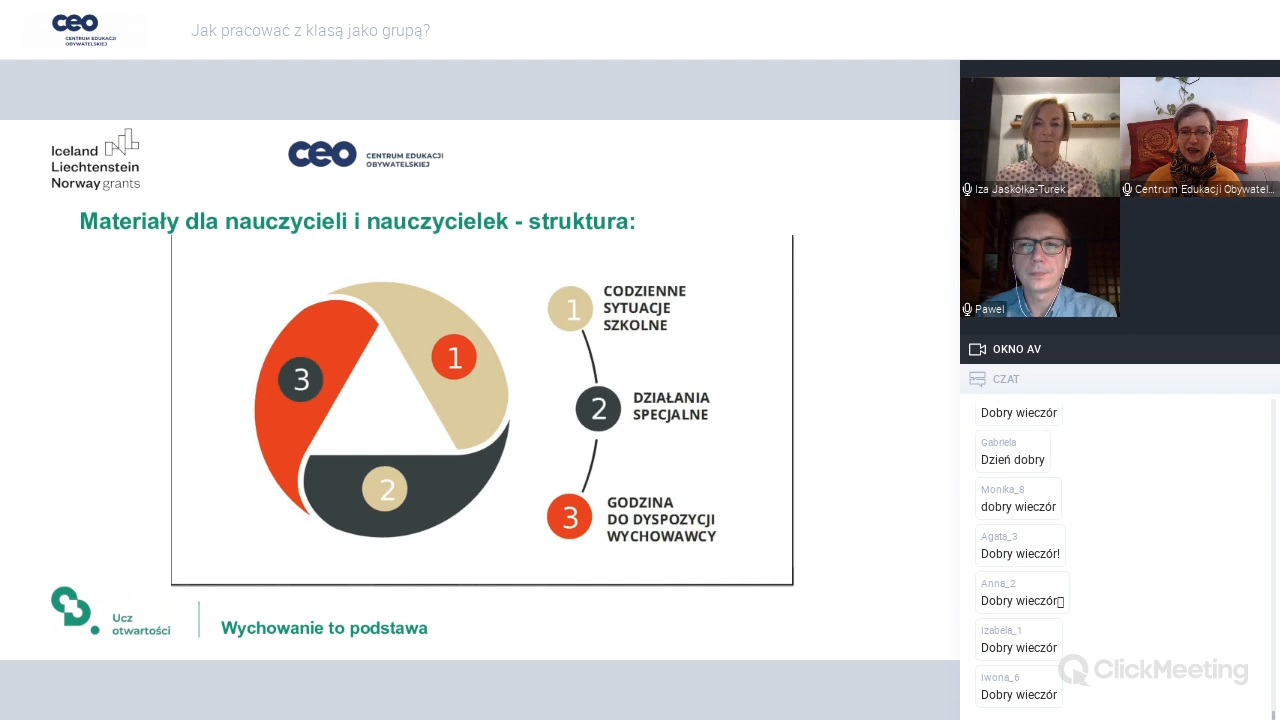 ceo
CENTRUM EDUKACJI
OBYWATELSKIEJ
Jak pracować z klasą jako grupą?
Iceland
Liechtenstein
Norway grants
ceo
CENTRUM EDUKACJI
OBYWATELSKIEJ
Materiały dla nauczycieli i nauczycielek - struktura:
3
1
2
1
CODZIENNE
SYTUACJE
SZKOLNE
2
DZIAŁANIA
SPECJALNE
3
GODZINA
DO DYSPOZYCJI
WYCHOWAWCY
Ucz
otwartości
Wychowanie to podstawa
Iza Jaskółka-Turek
Centrum Edukacji Obywatel...
Paweł
OKNO AV
CZAT
Dobry wieczór
Gabriela
Dzień dobry
Monika_8
dobry wieczór
Agata_3
Dobry wieczór!
Anna_2
Dobry wieczór
Izabela_1
Dobry wieczór
Iwona_6
Dobry wieczór
ClickMeeting